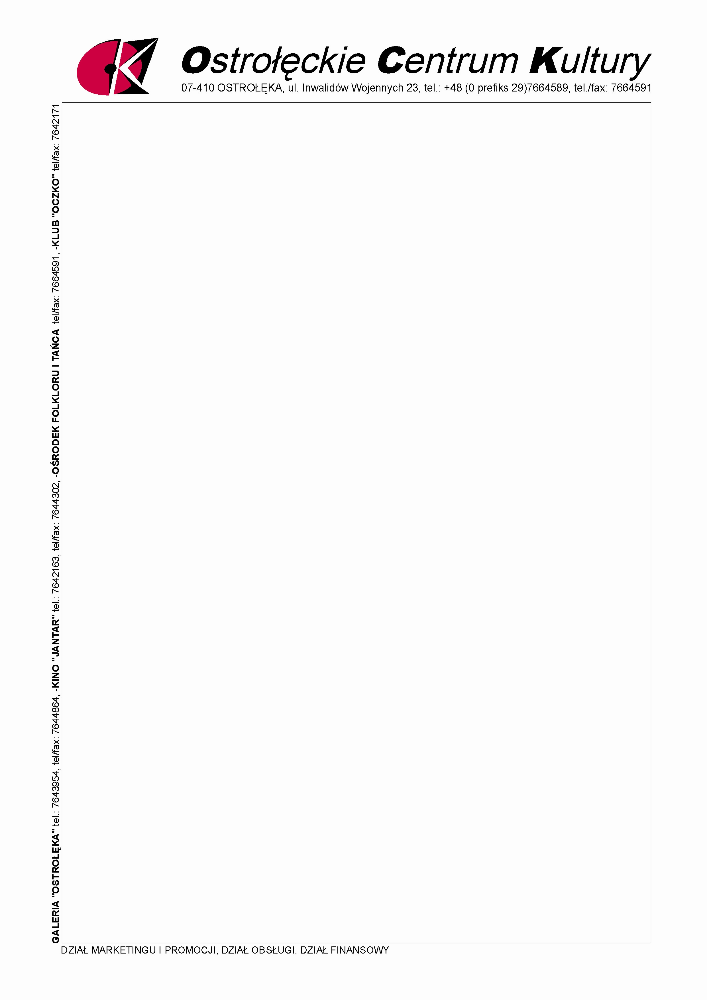 Ostrołęckie Centrum Kultury
07-410 OSTROŁĘKA, ul. Inwalidów Wojennych 23, tel.: +48 (0 prefiks 29)7664589, tel./fax: 7664591
GALERIA "OSTROŁĘKA" tel.: 7643954, tel/fax: 7644864, -KINO "JANTAR" tel.: 7642163, tel/fax: 7644302, -OŚRODEK FOLKLORU I TAŃCA tel/fax: 7664591, -KLUB "OCZKO" tel/fax: 7642171
DZIAŁ MARKETINGU I PROMOCJI, DZIAŁ OBSŁUGI, DZIAŁ FINANSOWY